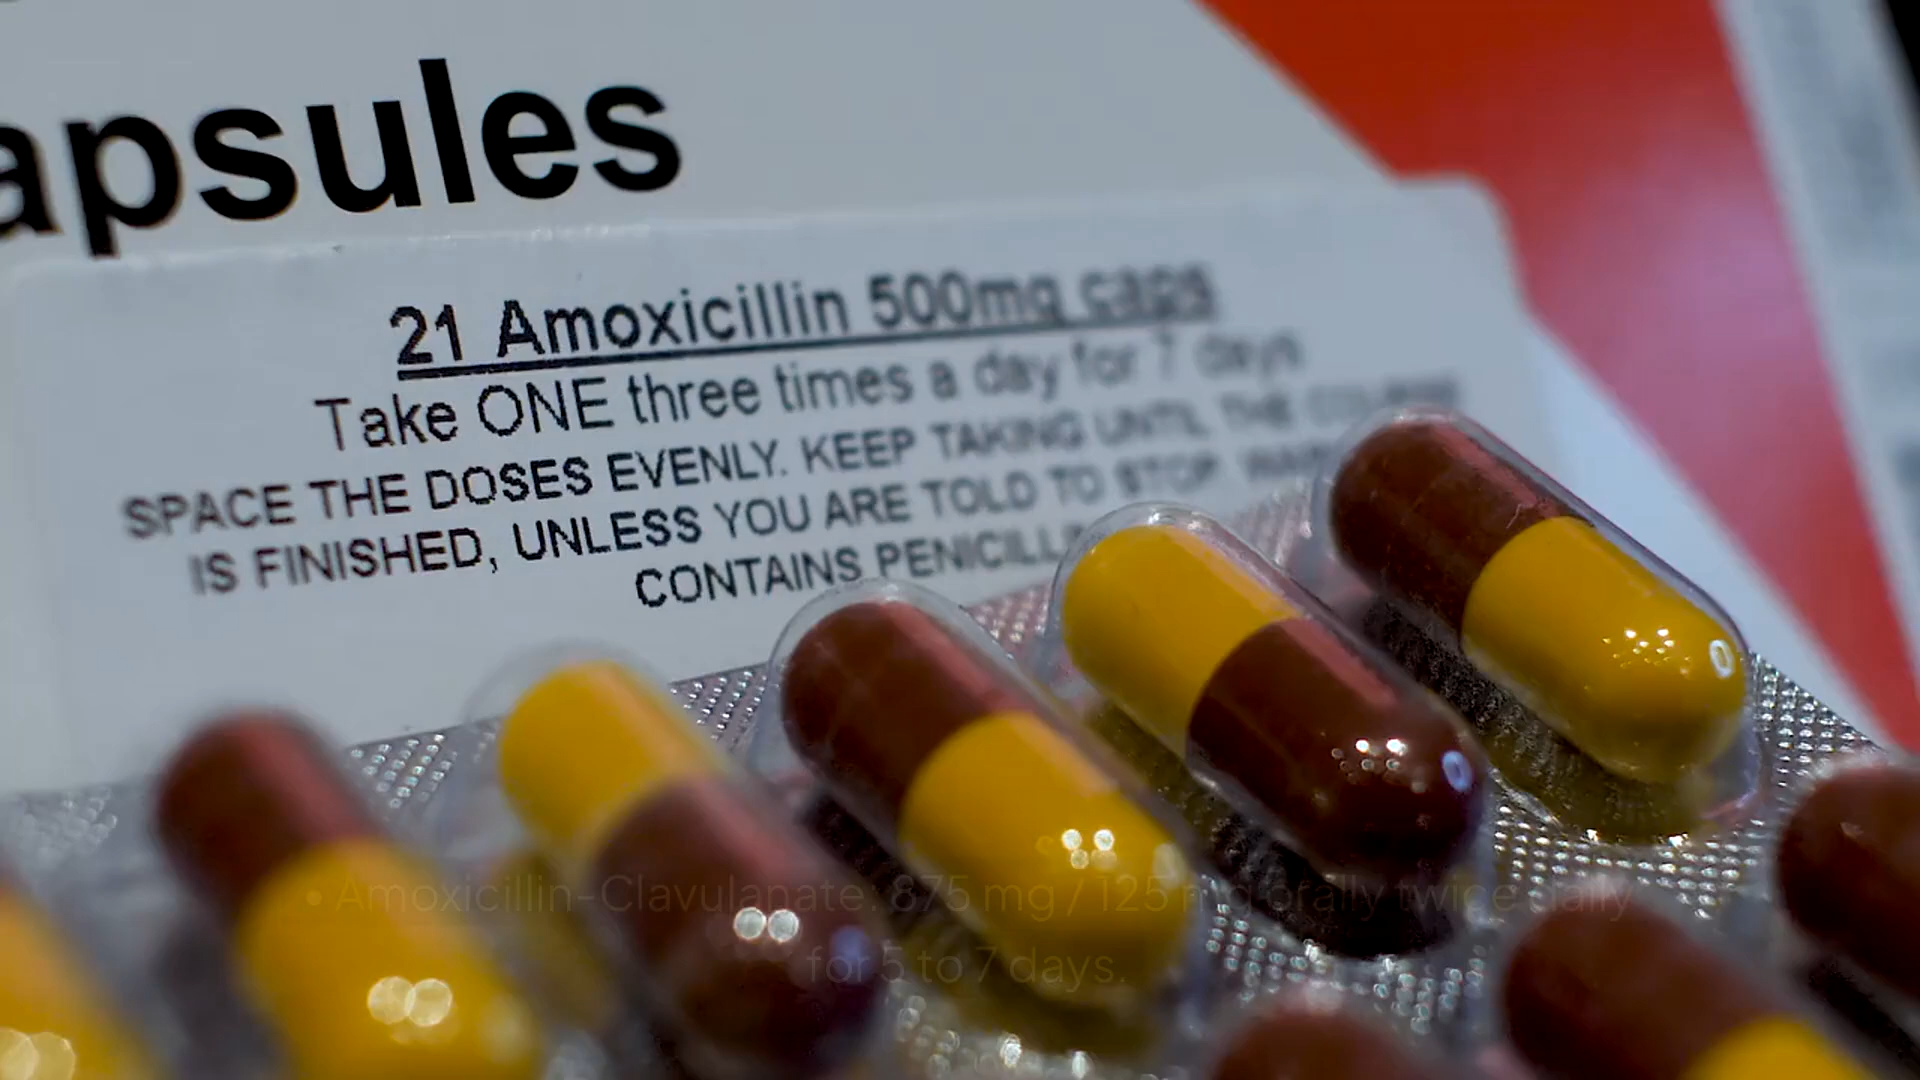 apsules
21 Amoxicillin 500mg caps
Take ONE three times a day for 7 days
SPACE THE DOSES EVENLY. KEEP TAKING UNTIL THE COURSE
IS FINISHED, UNLESS YOU ARE TOLD TO STOP.
CONTAINS
• Amoxicillin-Clavulanate: 875 mg / 125 mg orally twice daily
for 5 to 7 days.